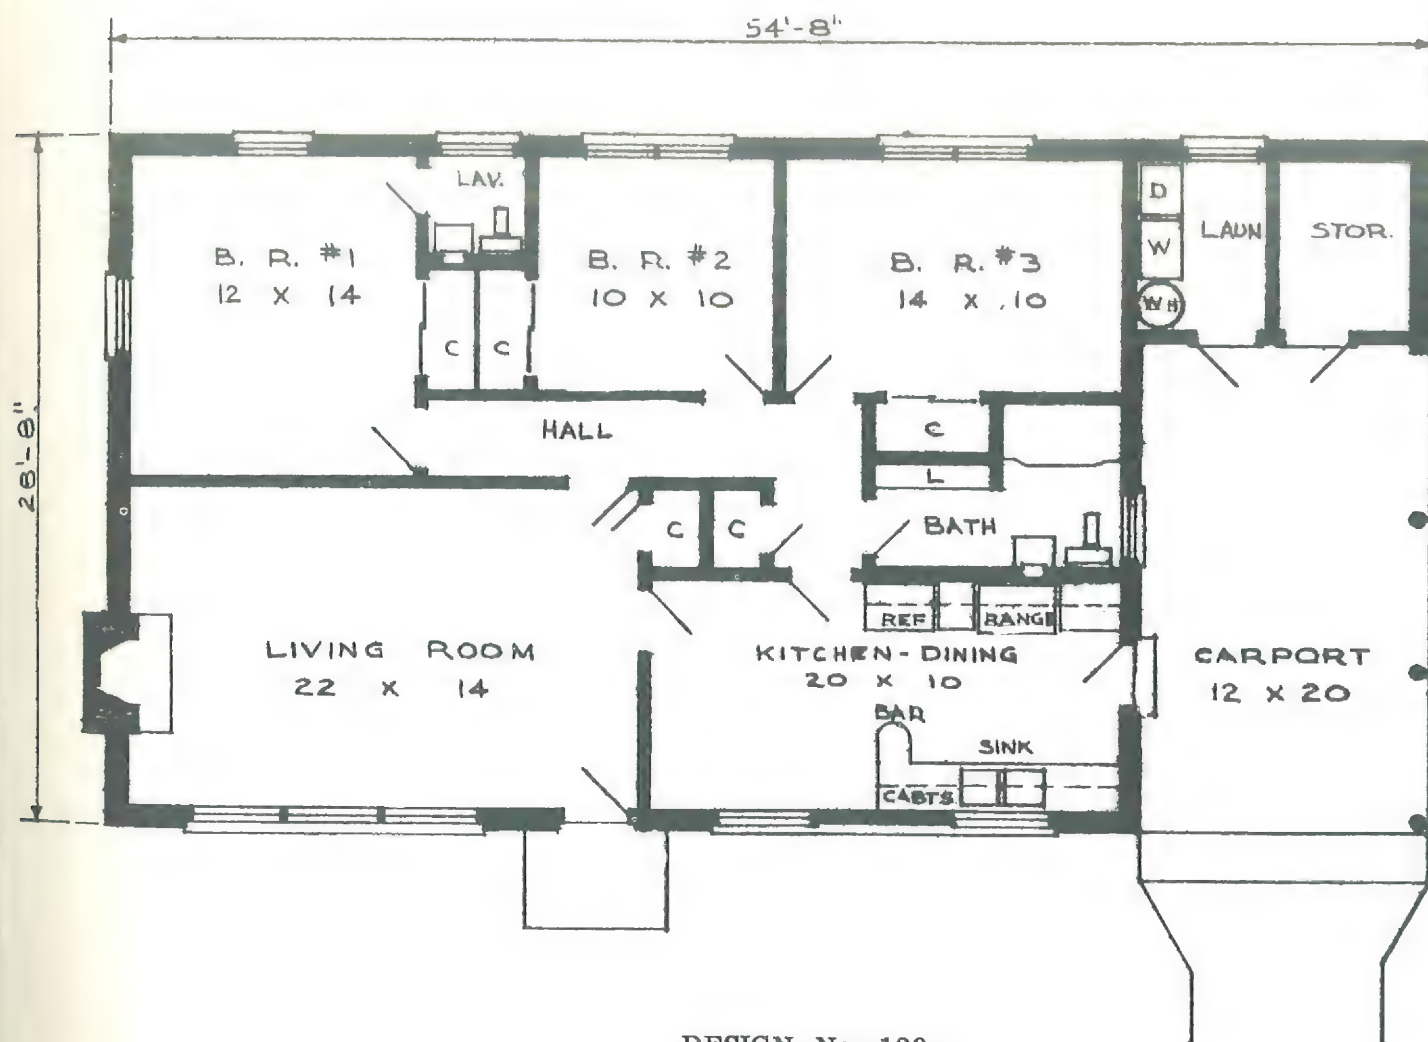 54'-8"
28'-8"
LAV.
B. R. #1
12 X 14
C
C
B. R. #2
10 X 10
B. R. #3
14 X 10
D
W
WH
LAUN
STOR.
HALL
C
L
C
C
BATH
REF
RANGE
LIVING ROOM
22 X 14
KITCHEN-DINING
20 X 10
BAR
SINK
CABTS
CARPORT
12 X 20